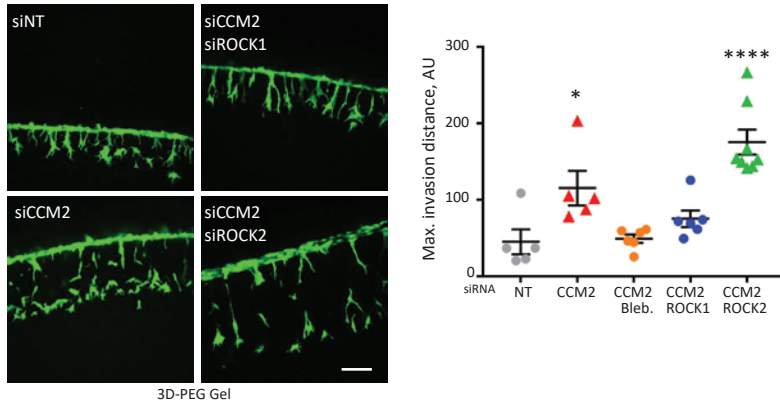 siNT
siCCM2
siROCK1
siCCM2
siCCM2
siROCK2
3D-PEG Gel
Max. invasion distance, AU
300
200
100
0
*
****
siRNA
NT
CCM2
CCM2
Bleb.
CCM2
ROCK1
CCM2
ROCK2